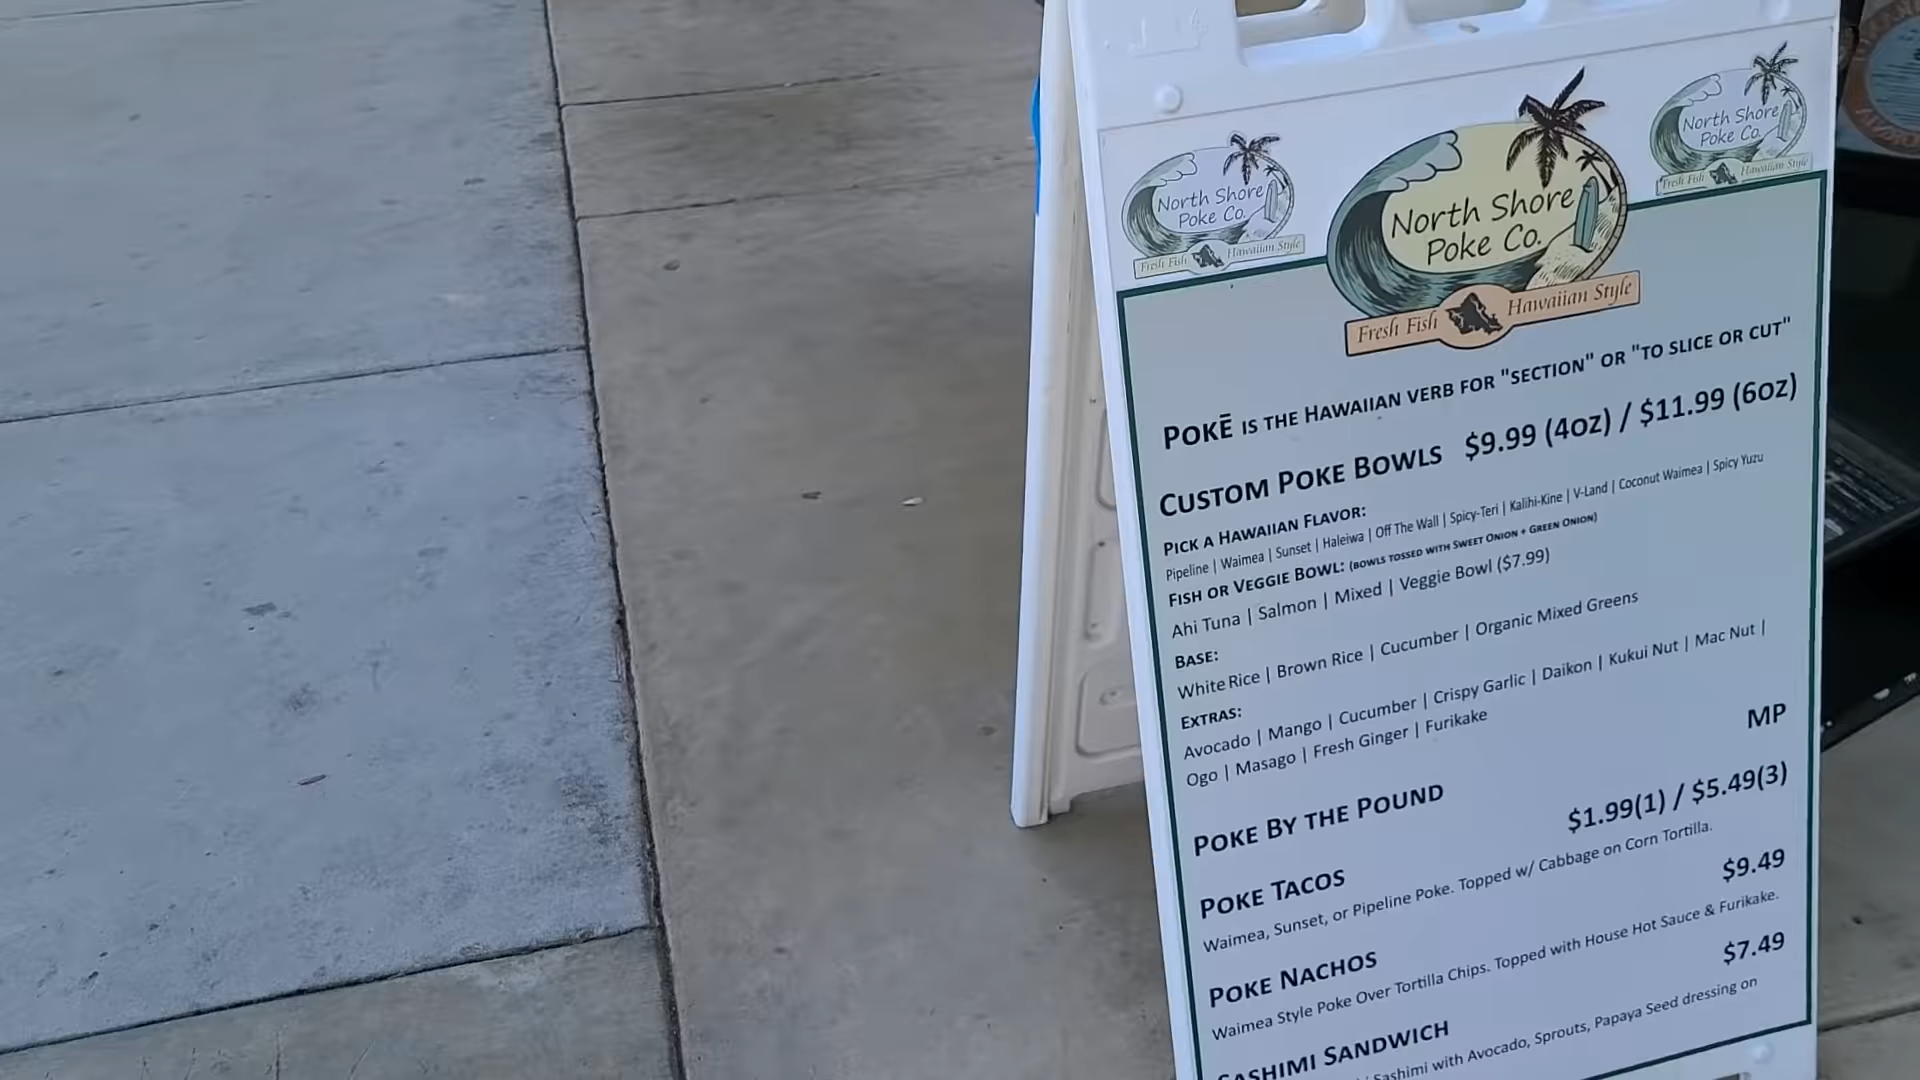 North Shore
Poke Co.
Fresh Fish Hawaiian Style
North Shore
Poke Co.
Fresh Fish Hawaiian Style
North Shore
Poke Co.
Fresh Fish Hawaiian Style
POKĒ IS THE HAWAIIAN VERB FOR "SECTION" OR "TO SLICE OR CUT"
CUSTOM POKE BOWLS $9.99 (4OZ) / $11.99 (6OZ)
PICK A HAWAIIAN FLAVOR:
Pipeline | Waimea | Sunset | Haleiwa | Off The Wall | Spicy-Teri | Kalihi-Kine | V-Land | Coconut Waimea | Spicy Yuzu
FISH OR VEGGIE BOWL: (BOWLS TOSSED WITH SWEET ONION + GREEN ONION)
Ahi Tuna | Salmon | Mixed | Veggie Bowl ($7.99)
BASE:
White Rice | Brown Rice | Cucumber | Organic Mixed Greens
EXTRAS:
Avocado | Mango | Cucumber | Crispy Garlic | Daikon | Kukui Nut | Mac Nut |
Ogo | Masago | Fresh Ginger | Furikake
POKE BY THE POUND MP
POKE TACOS $1.99(1) / $5.49(3)
Waimea, Sunset, or Pipeline Poke. Topped w/ Cabbage on Corn Tortilla.
POKE NACHOS $9.49
Waimea Style Poke Over Tortilla Chips. Topped with House Hot Sauce & Furikake.
SASHIMI SANDWICH $7.49
Sashimi with Avocado, Sprouts, Papaya Seed dressing on